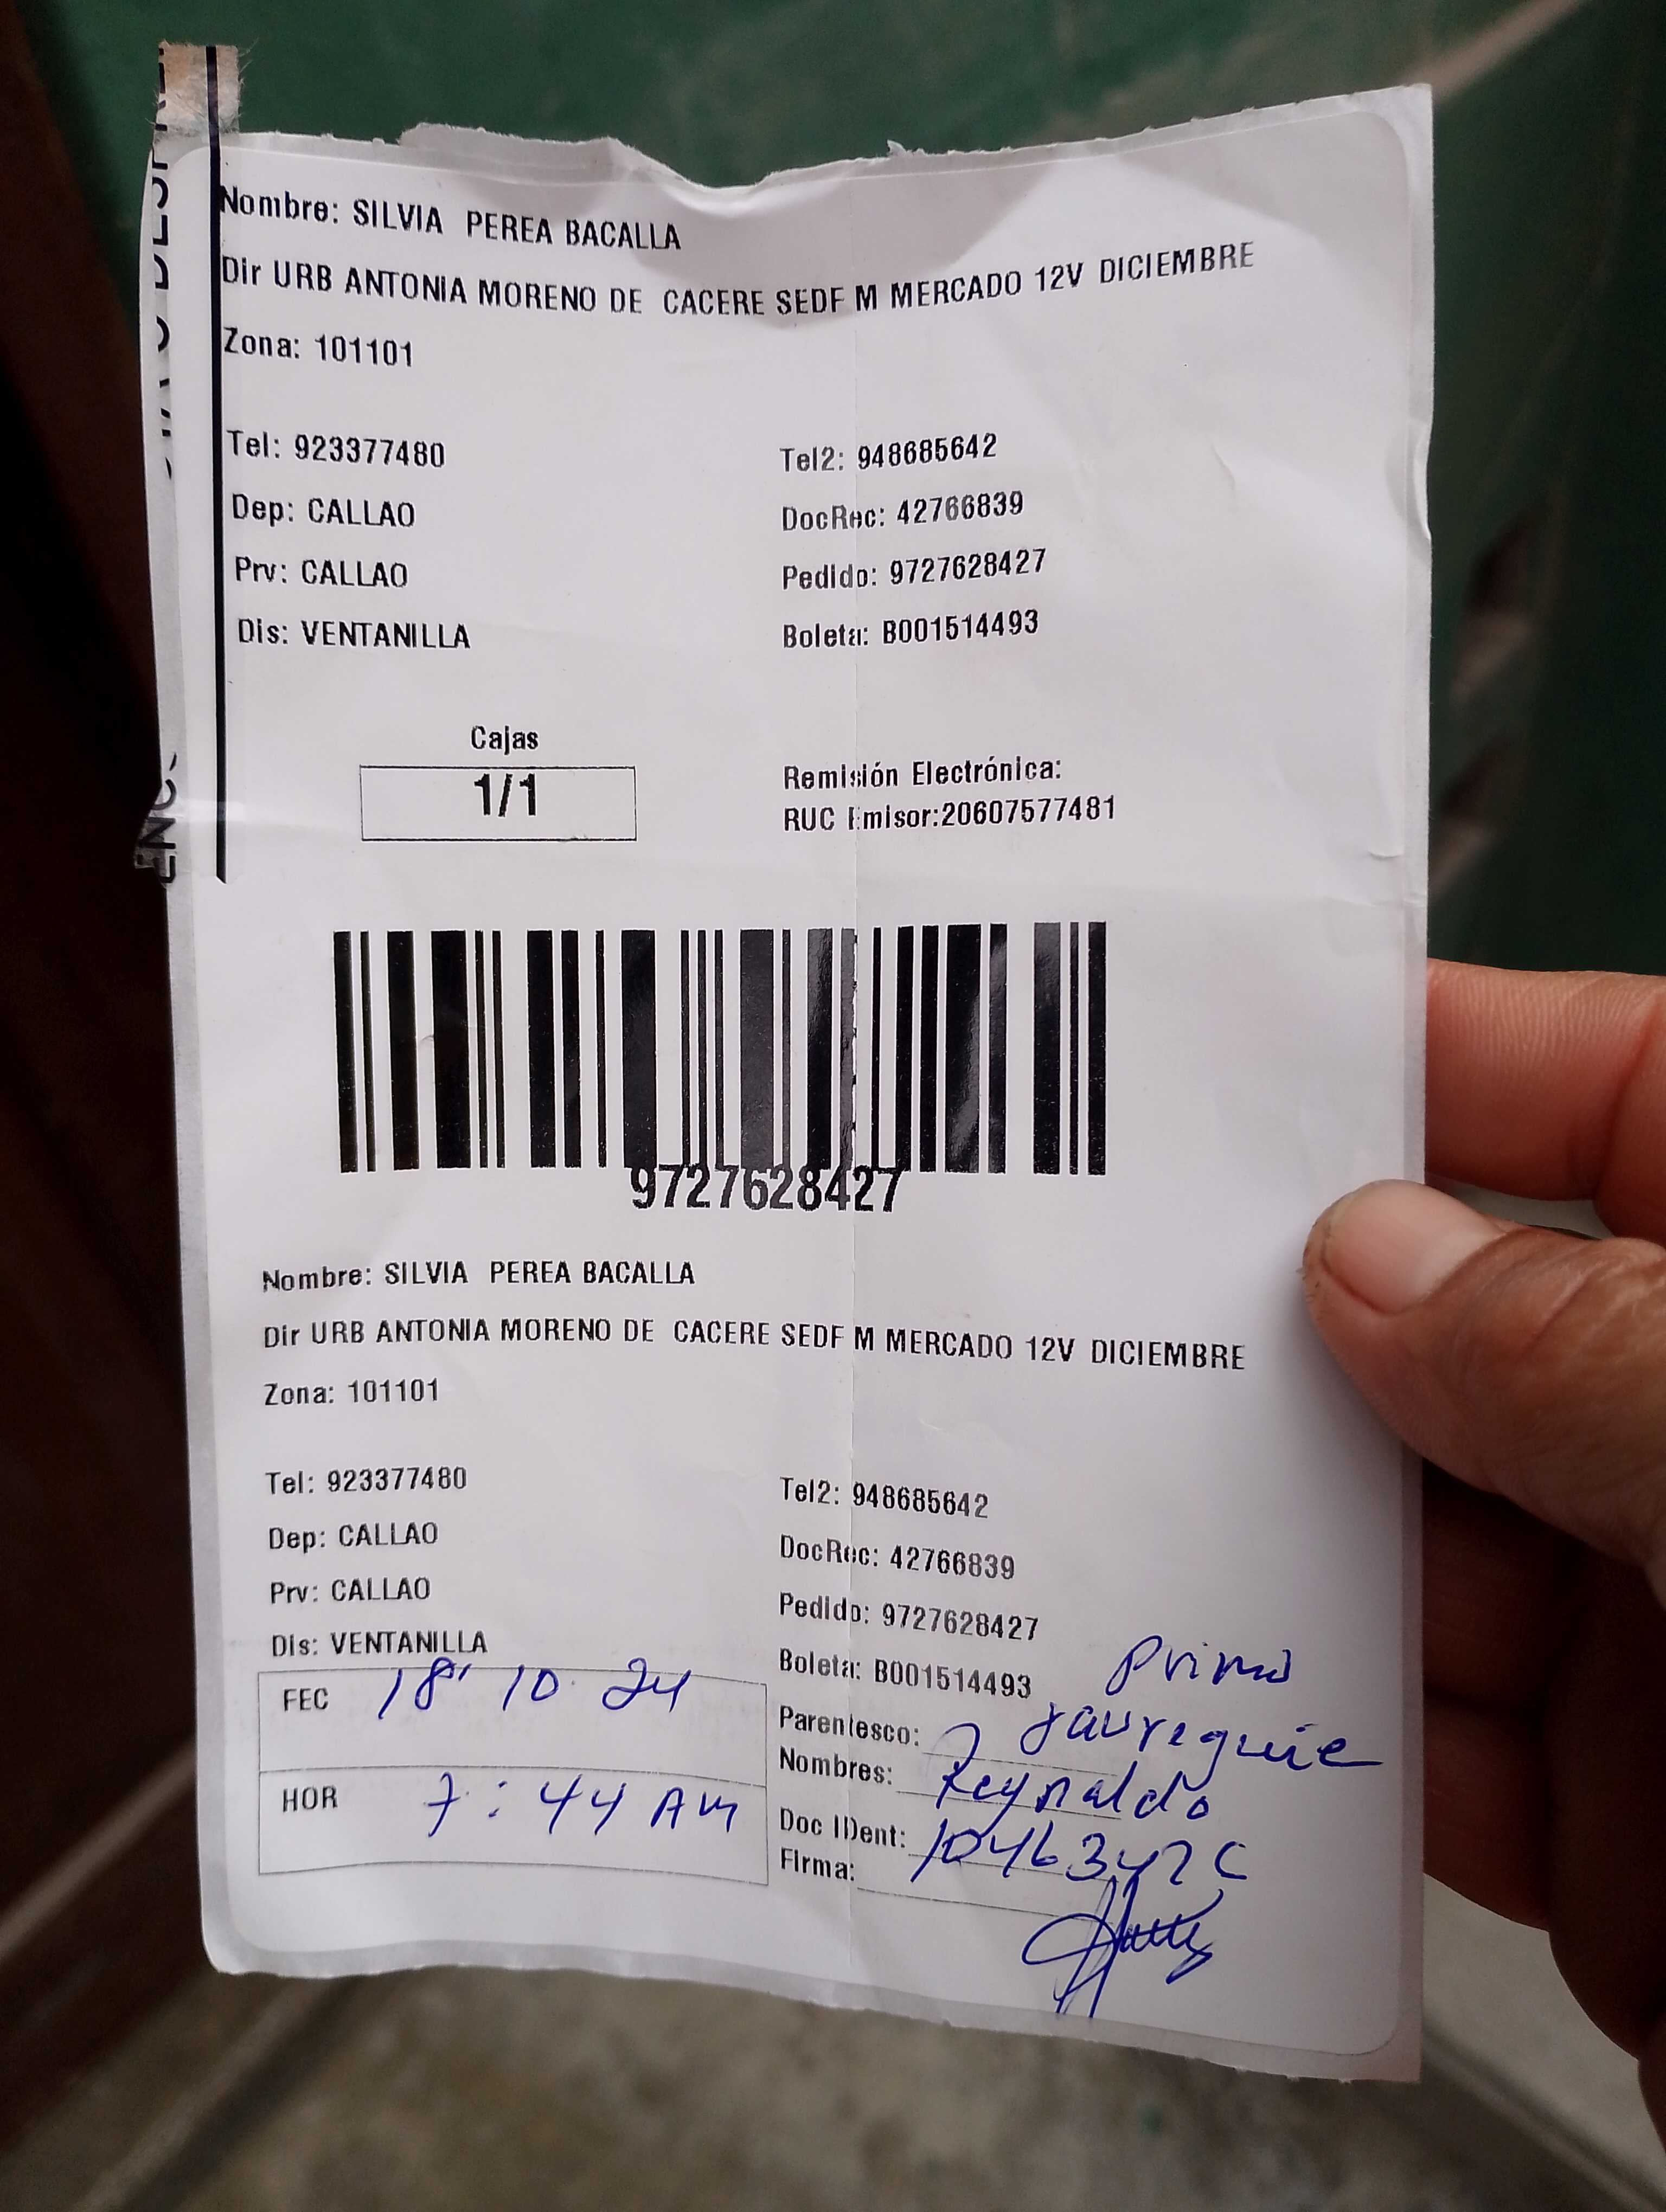 Nombre: SILVIA PEREA BACALLA
Dir URB ANTONIA MORENO DE CACERE SEDF M MERCADO 12V DICIEMBRE
Zona: 101101
Tel: 923377480 Tel2: 948685642
Dep: CALLAO DocRec: 42766839
Prv: CALLAO Pedido: 9727628427
Dis: VENTANILLA Boleta: B001514493
Cajas
1/1
Remisión Electrónica:
RUC Emisor:20607577481
9727628427
Nombre: SILVIA PEREA BACALLA
Dir URB ANTONIA MORENO DE CACERE SEDF M MERCADO 12V DICIEMBRE
Zona: 101101
Tel: 923377480 Tel2: 948685642
Dep: CALLAO DocRec: 42766839
Prv: CALLAO Pedido: 9727628427
Dis: VENTANILLA Boleta: B001514493
FEC 18 10 24
HOR 7:44 AM
Primo
Parentesco:
Nombres: Reynaldo
Doc IDent:
Firma: